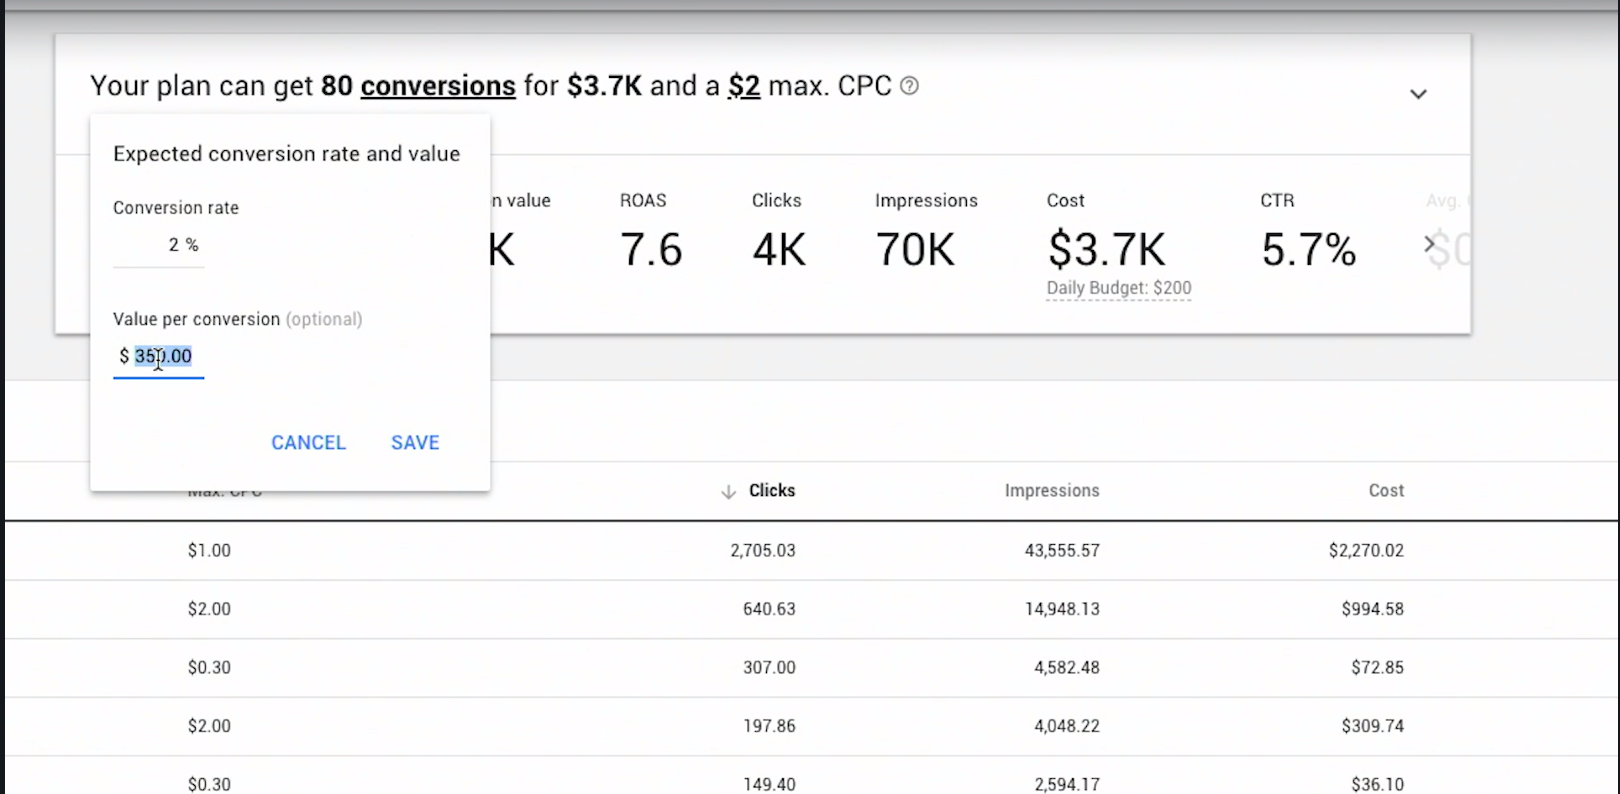 Your plan can get 80 conversions for $3.7K and a $2 max. CPC
Expected conversion rate and value
Conversion rate
2 %
Value per conversion (optional)
$ 350.00
CANCEL SAVE
n value ROAS Clicks Impressions Cost CTR Avg.
K 7.6 4K 70K $3.7K 5.7%
Daily Budget: $200
Max. CPC Clicks Impressions Cost
$1.00 2,705.03 43,555.57 $2,270.02
$2.00 640.63 14,948.13 $994.58
$0.30 307.00 4,582.48 $72.85
$2.00 197.86 4,048.22 $309.74
$0.30 149.40 2,594.17 $36.10